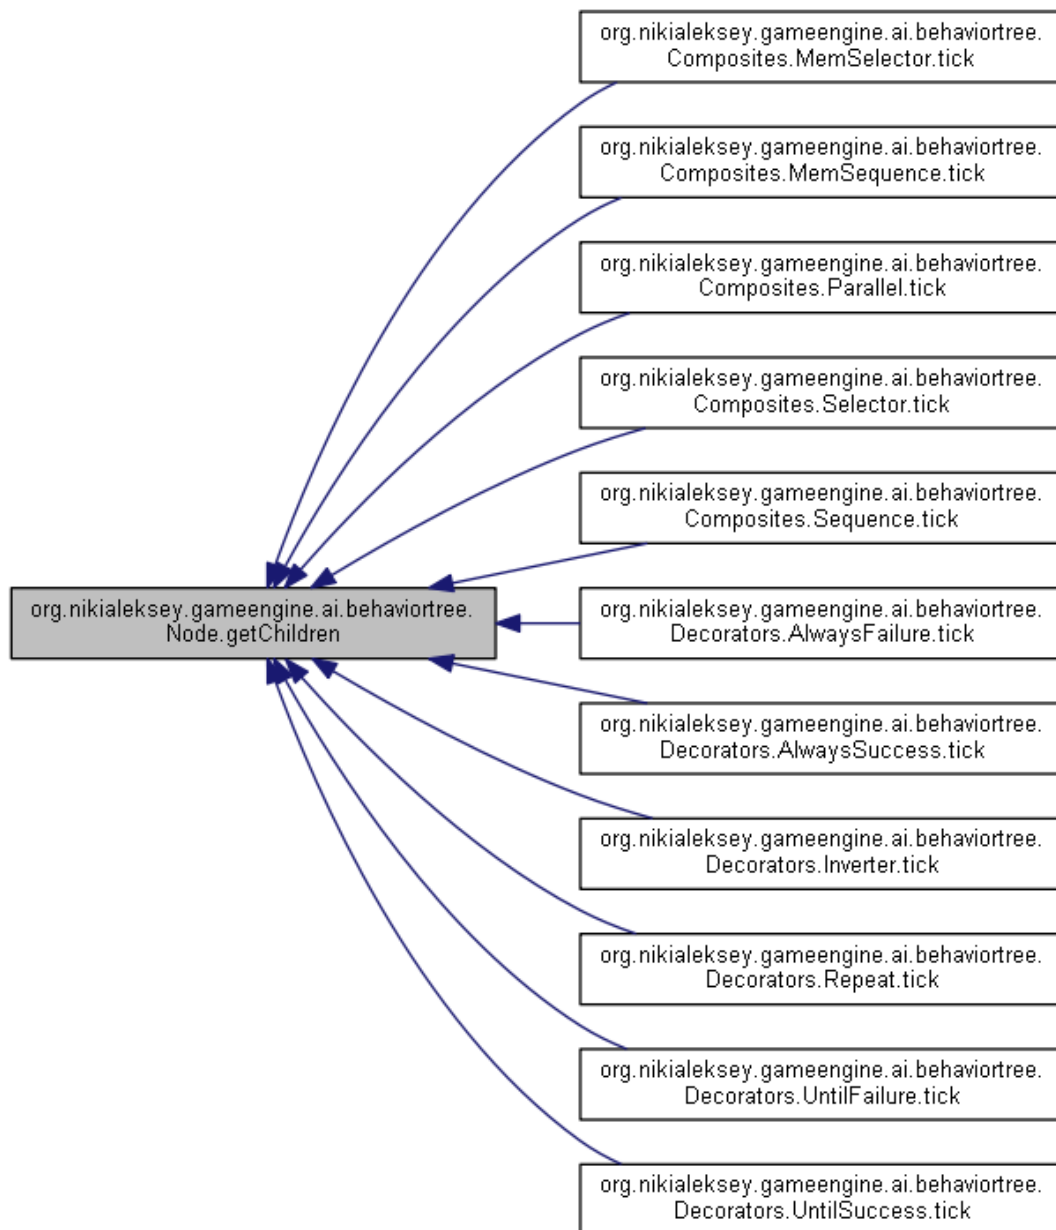 org.nikialeksey.gameengine.ai.behaviortree.
Composites.MemSelector.tick
org.nikialeksey.gameengine.ai.behaviortree.
Composites.MemSequence.tick
org.nikialeksey.gameengine.ai.behaviortree.
Composites.Parallel.tick
org.nikialeksey.gameengine.ai.behaviortree.
Composites.Selector.tick
org.nikialeksey.gameengine.ai.behaviortree.
Composites.Sequence.tick
org.nikialeksey.gameengine.ai.behaviortree.
Node.getChildren
org.nikialeksey.gameengine.ai.behaviortree.
Decorators.AlwaysFailure.tick
org.nikialeksey.gameengine.ai.behaviortree.
Decorators.AlwaysSuccess.tick
org.nikialeksey.gameengine.ai.behaviortree.
Decorators.Inverter.tick
org.nikialeksey.gameengine.ai.behaviortree.
Decorators.Repeat.tick
org.nikialeksey.gameengine.ai.behaviortree.
Decorators.UntilFailure.tick
org.nikialeksey.gameengine.ai.behaviortree.
Decorators.UntilSuccess.tick